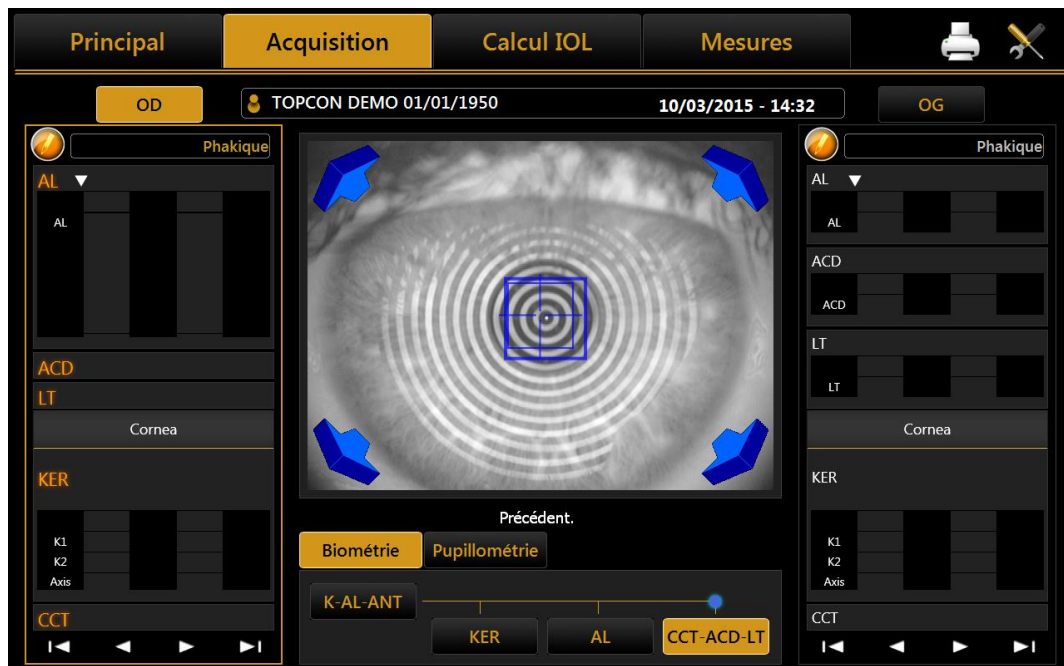 Principal Acquisition Calcul IOL Mesures
OD TOPCON DEMO 01/01/1950 10/03/2015 - 14:32 OG
Phakique
AL
AL
ACD
LT
Cornea
KER
K1
K2
Axis
CCT
Précédent.
Biométrie Pupillométrie
K-AL-ANT
KER AL CCT-ACD-LT
Phakique
AL
AL
ACD
ACD
LT
LT
Cornea
KER
K1
K2
Axis
CCT